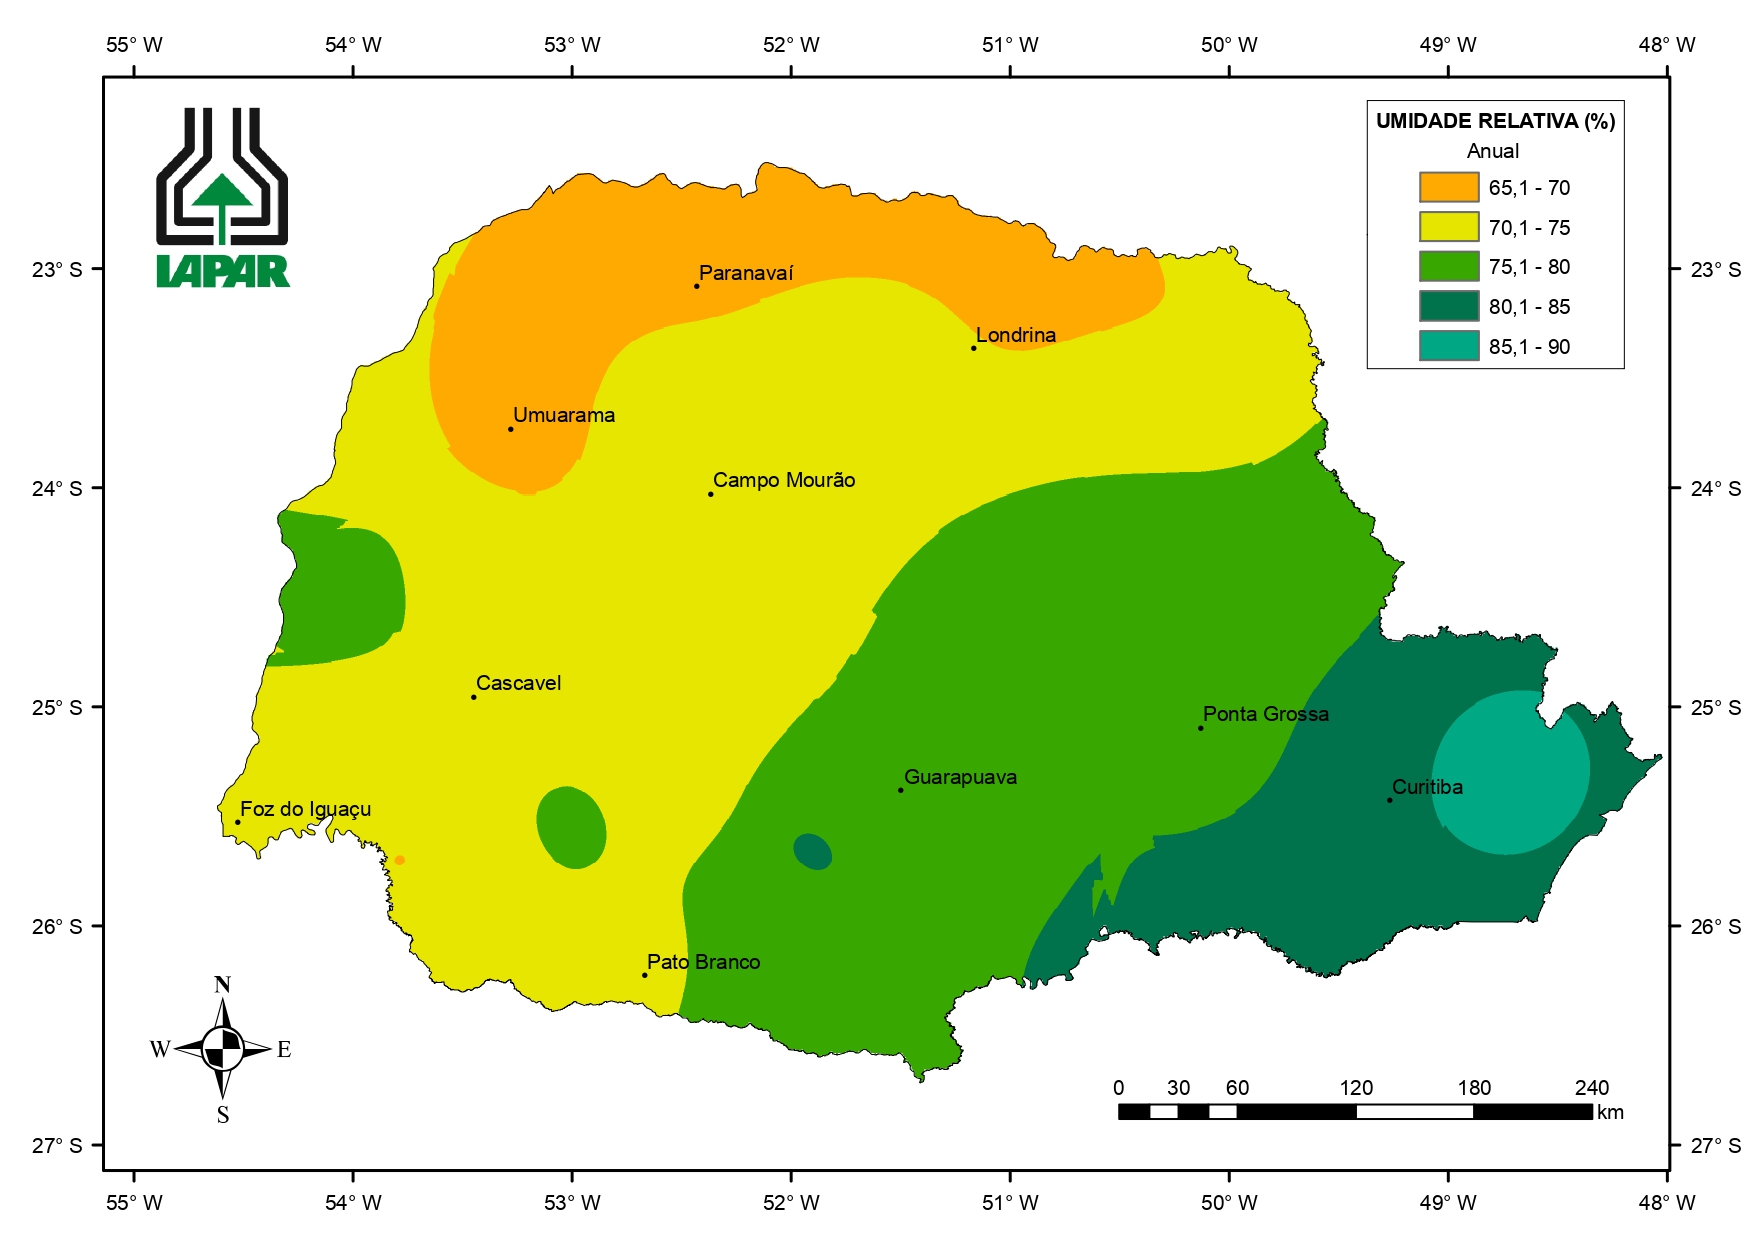 55° W 54° W 53° W 52° W 51° W 50° W 49° W 48° W
IAPAR
UMIDADE RELATIVA (%)
Anual
65,1 - 70
70,1 - 75
75,1 - 80
80,1 - 85
85,1 - 90
23° S 23° S
Paranavaí
Londrina
Umuarama
Campo Mourão
24° S 24° S
Cascavel
25° S 25° S
Ponta Grossa
Guarapuava
Curitiba
Foz do Iguaçu
26° S 26° S
Pato Branco
N
W E
S
0 30 60 120 180 240
km
27° S 27° S
55° W 54° W 53° W 52° W 51° W 50° W 49° W 48° W